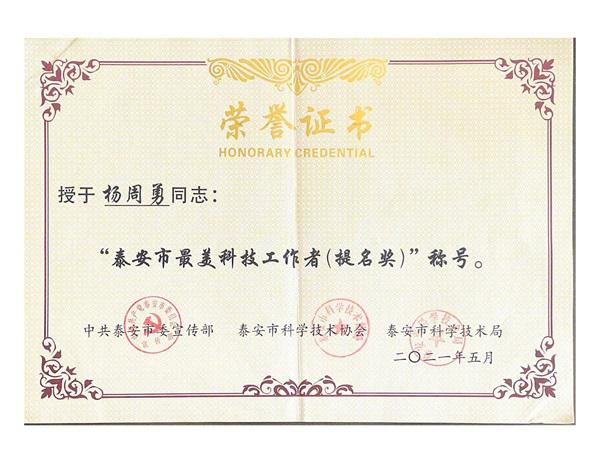 荣誉证书
HONORARY CREDENTIAL
授于 杨周勇同志：
“泰安市最美科技工作者(提名奖)”称号。
中共泰安市委宣传部 泰安市科学技术协会 泰安市科学技术局
二〇二一年五月